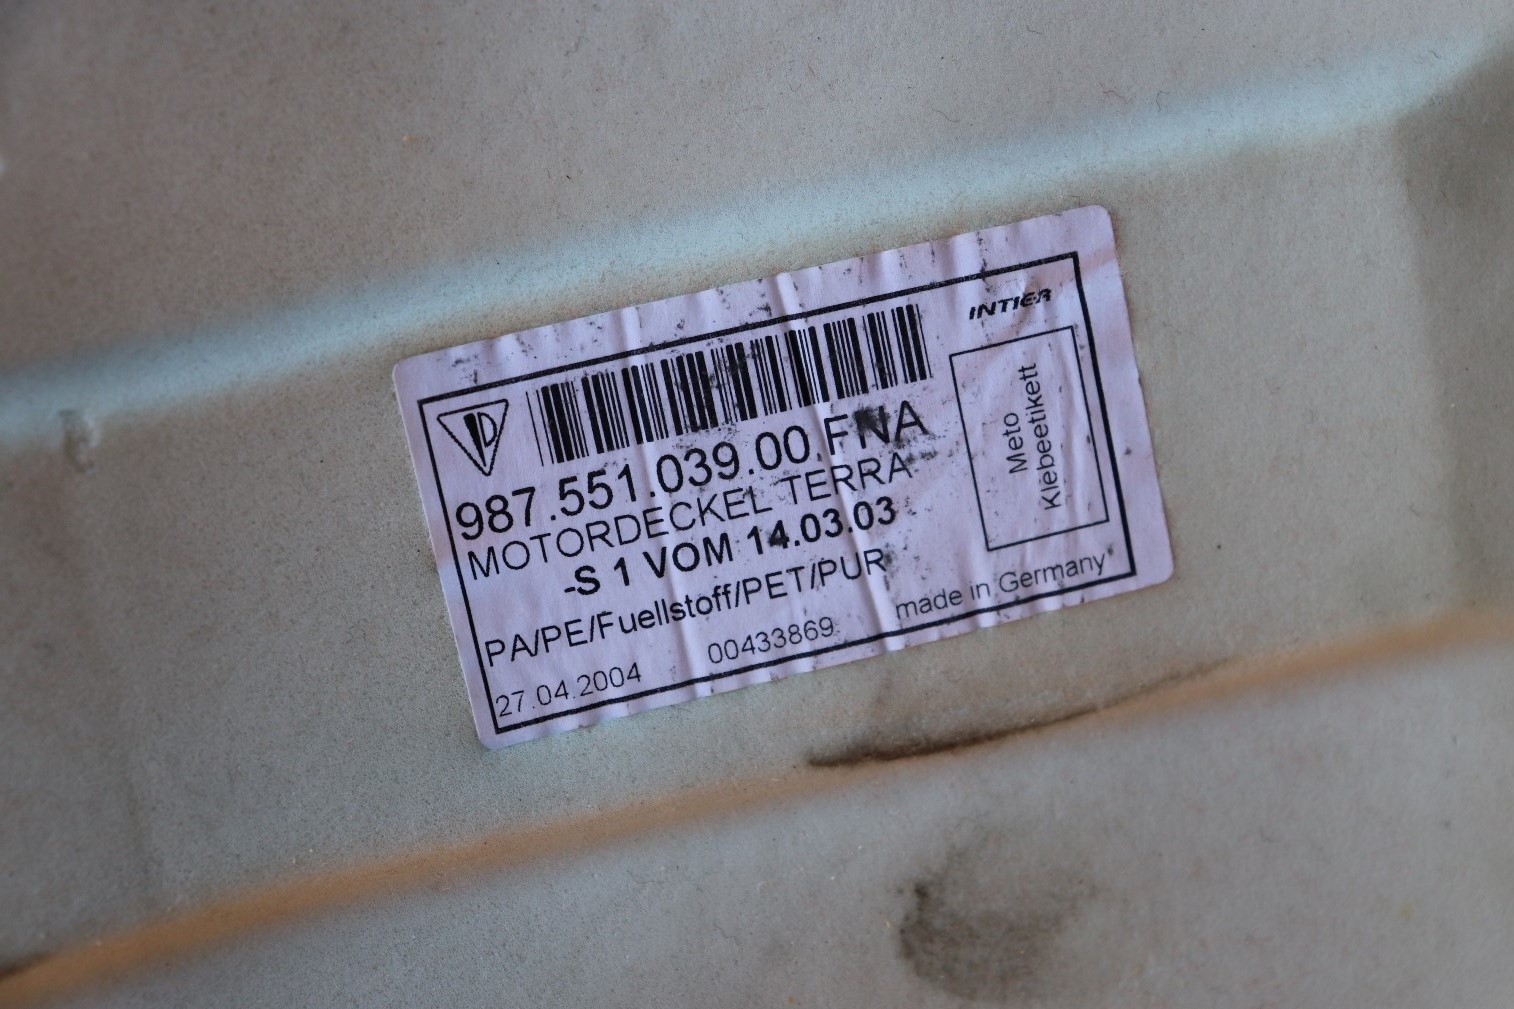 INTIER
987.551.039.00.FNA
MOTORDECKEL TERRA
-S 1 VOM 14.03.03
PA/PE/Fuellstoff/PET/PUR
27.04.2004 00433869 made in Germany
Meto
Klebeetikett